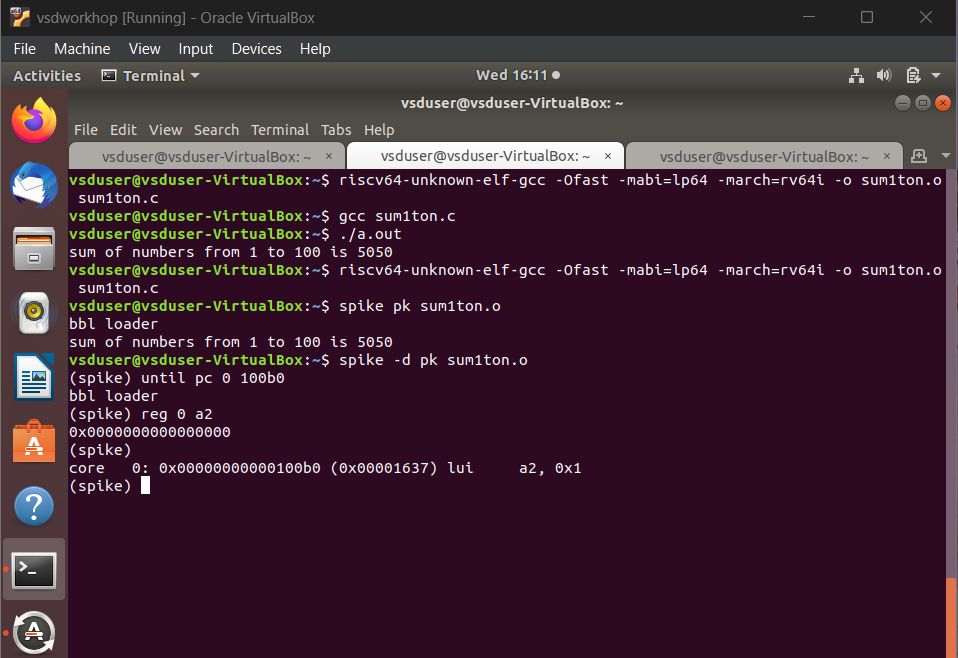 vsdworkhop [Running] - Oracle VirtualBox
File Machine View Input Devices Help
Activities Terminal Wed 16:11
vsduser@vsduser-VirtualBox: ~
File Edit View Search Terminal Tabs Help
vsduser@vsduser-VirtualBox: ~ × vsduser@vsduser-VirtualBox: ~ × vsduser@vsduser-VirtualBox: ~ ×
vsduser@vsduser-VirtualBox:~$ riscv64-unknown-elf-gcc -Ofast -mabi=lp64 -march=rv64i -o sum1ton.o
 sum1ton.c
vsduser@vsduser-VirtualBox:~$ gcc sum1ton.c
vsduser@vsduser-VirtualBox:~$ ./a.out
sum of numbers from 1 to 100 is 5050
vsduser@vsduser-VirtualBox:~$ riscv64-unknown-elf-gcc -Ofast -mabi=lp64 -march=rv64i -o sum1ton.o
 sum1ton.c
vsduser@vsduser-VirtualBox:~$ spike pk sum1ton.o
bbl loader
sum of numbers from 1 to 100 is 5050
vsduser@vsduser-VirtualBox:~$ spike -d pk sum1ton.o
(spike) until pc 0 100b0
bbl loader
(spike) reg 0 a2
0x0000000000000000
(spike)
core   0: 0x00000000000100b0 (0x00001637) lui     a2, 0x1
(spike)